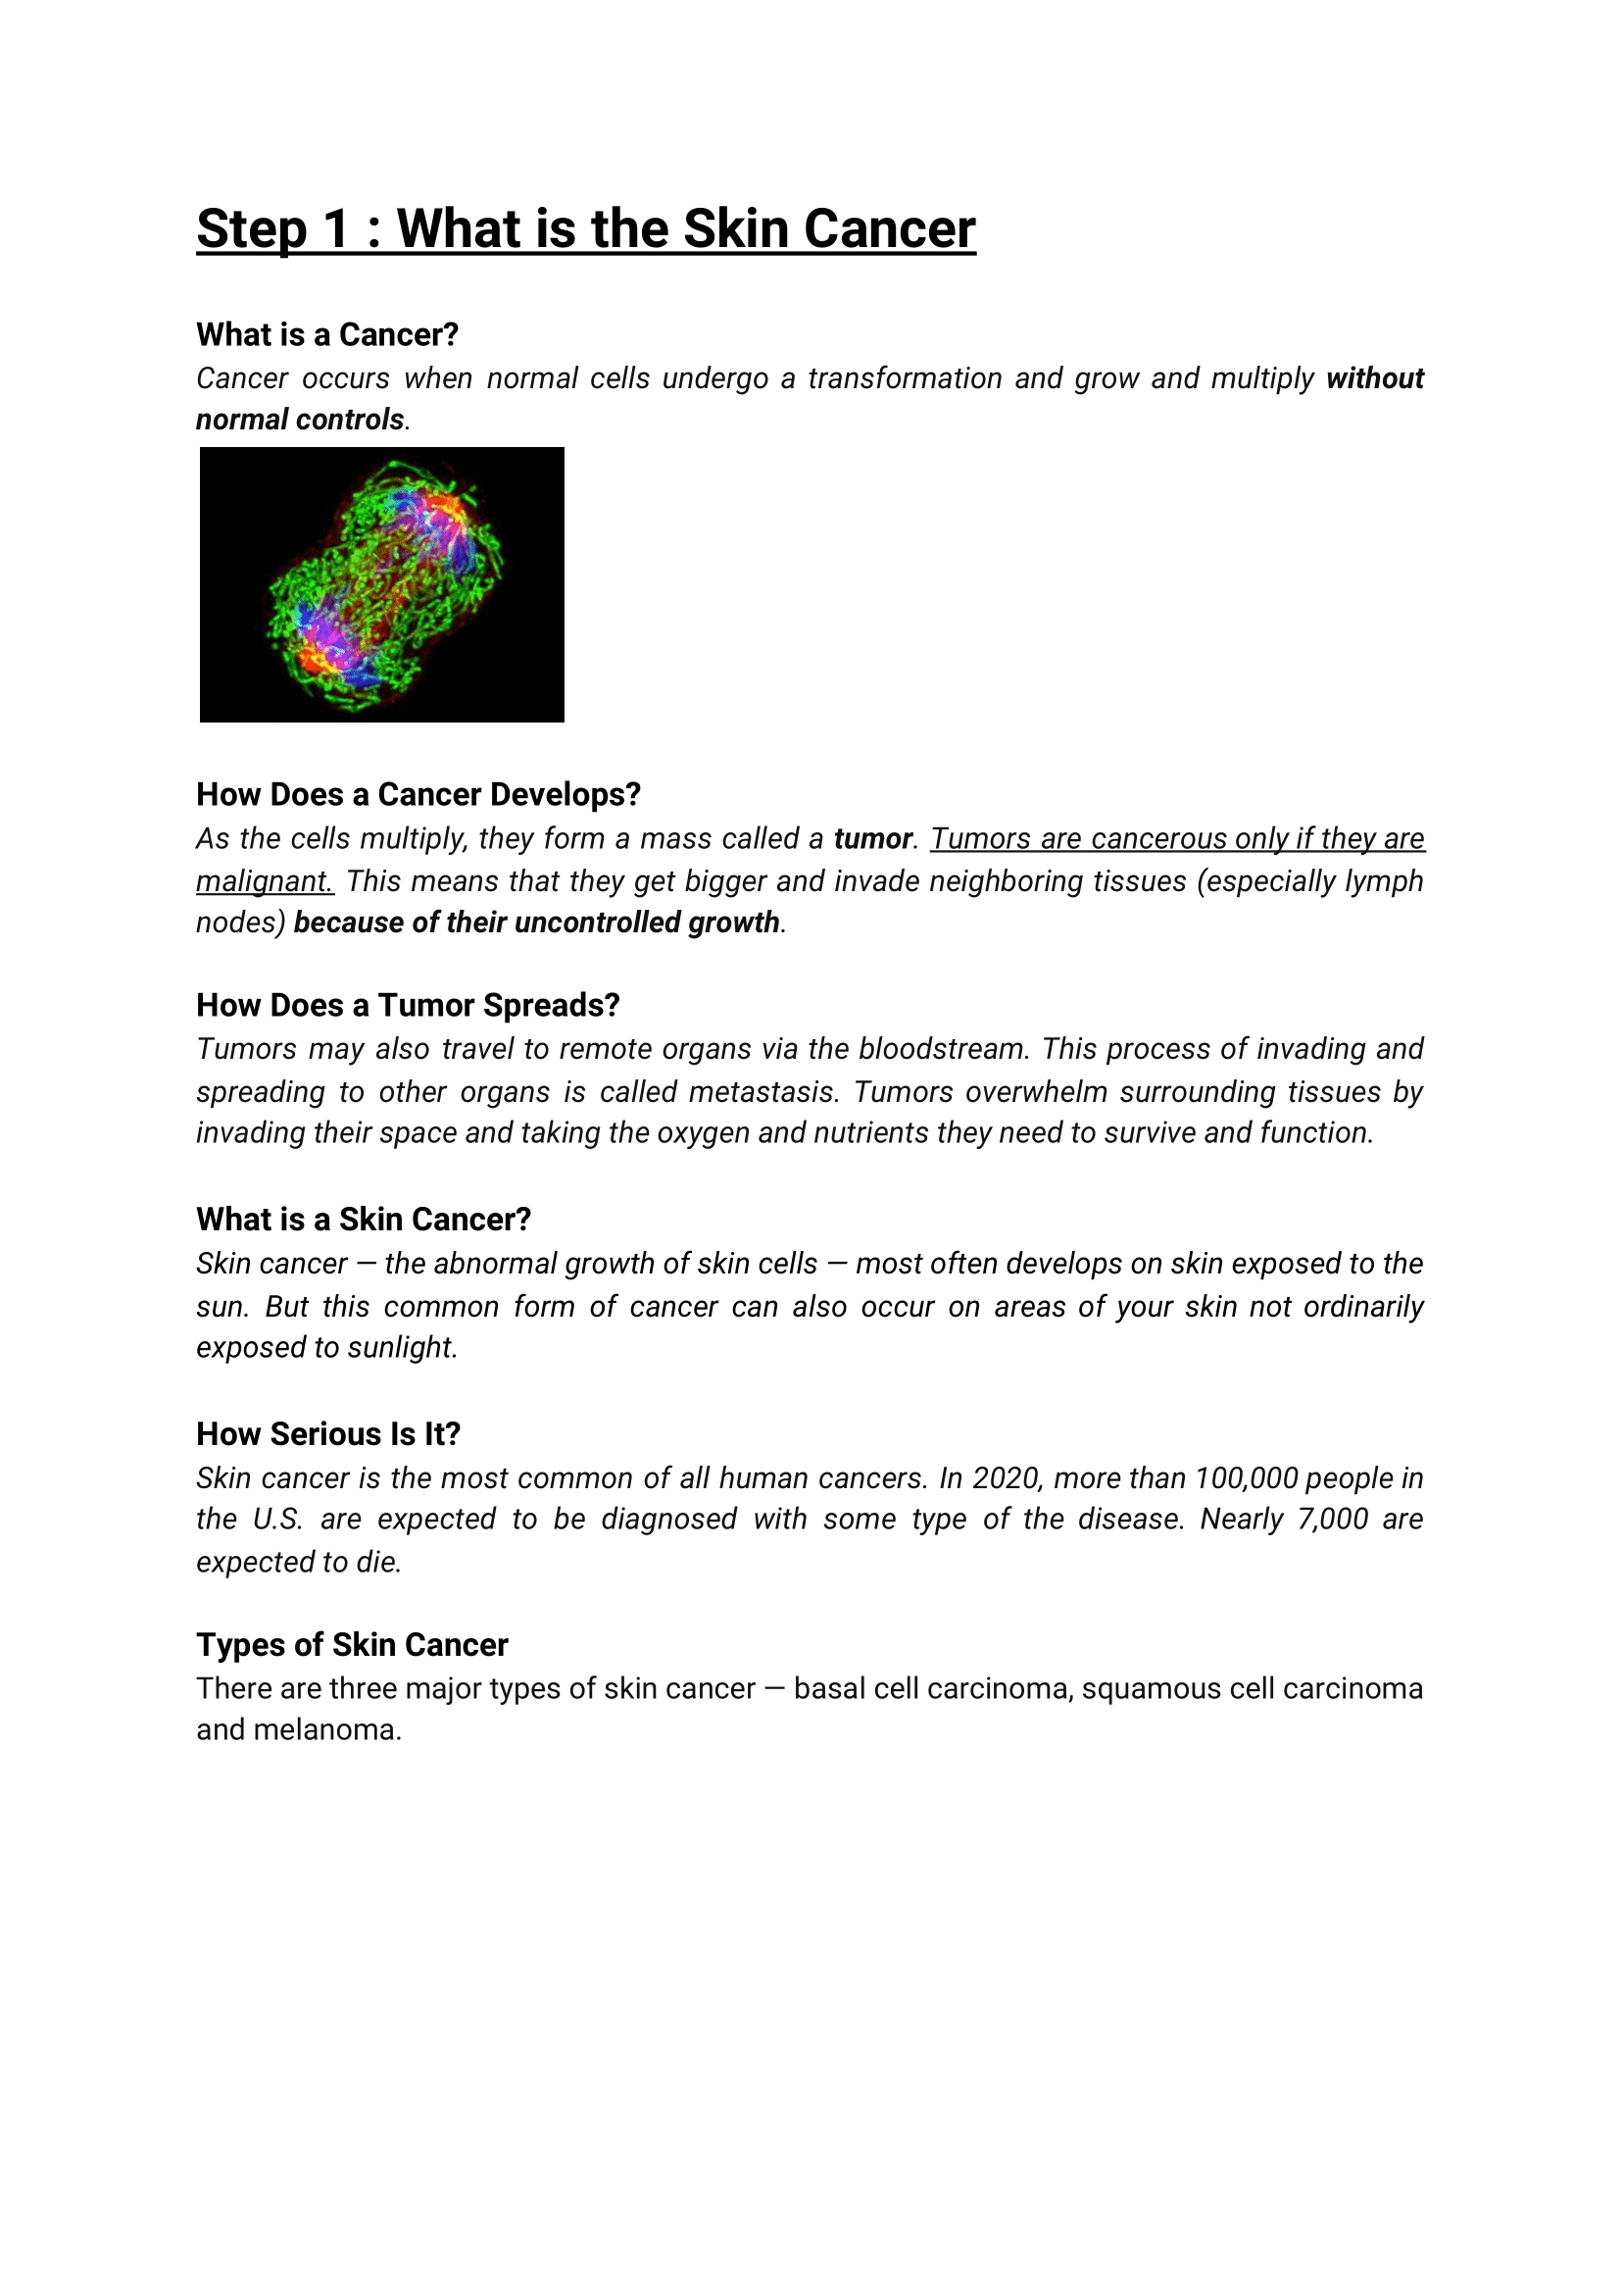 Step 1 : What is the Skin Cancer
What is a Cancer?
Cancer occurs when normal cells undergo a transformation and grow and multiply without
normal controls.
How Does a Cancer Develops?
As the cells multiply, they form a mass called a tumor. Tumors are cancerous only if they are
malignant. This means that they get bigger and invade neighboring tissues (especially lymph
nodes) because of their uncontrolled growth.
How Does a Tumor Spreads?
Tumors may also travel to remote organs via the bloodstream. This process of invading and
spreading to other organs is called metastasis. Tumors overwhelm surrounding tissues by
invading their space and taking the oxygen and nutrients they need to survive and function.
What is a Skin Cancer?
Skin cancer — the abnormal growth of skin cells — most often develops on skin exposed to the
sun. But this common form of cancer can also occur on areas of your skin not ordinarily
exposed to sunlight.
How Serious Is It?
Skin cancer is the most common of all human cancers. In 2020, more than 100,000 people in
the U.S. are expected to be diagnosed with some type of the disease. Nearly 7,000 are
expected to die.
Types of Skin Cancer
There are three major types of skin cancer — basal cell carcinoma, squamous cell carcinoma
and melanoma.